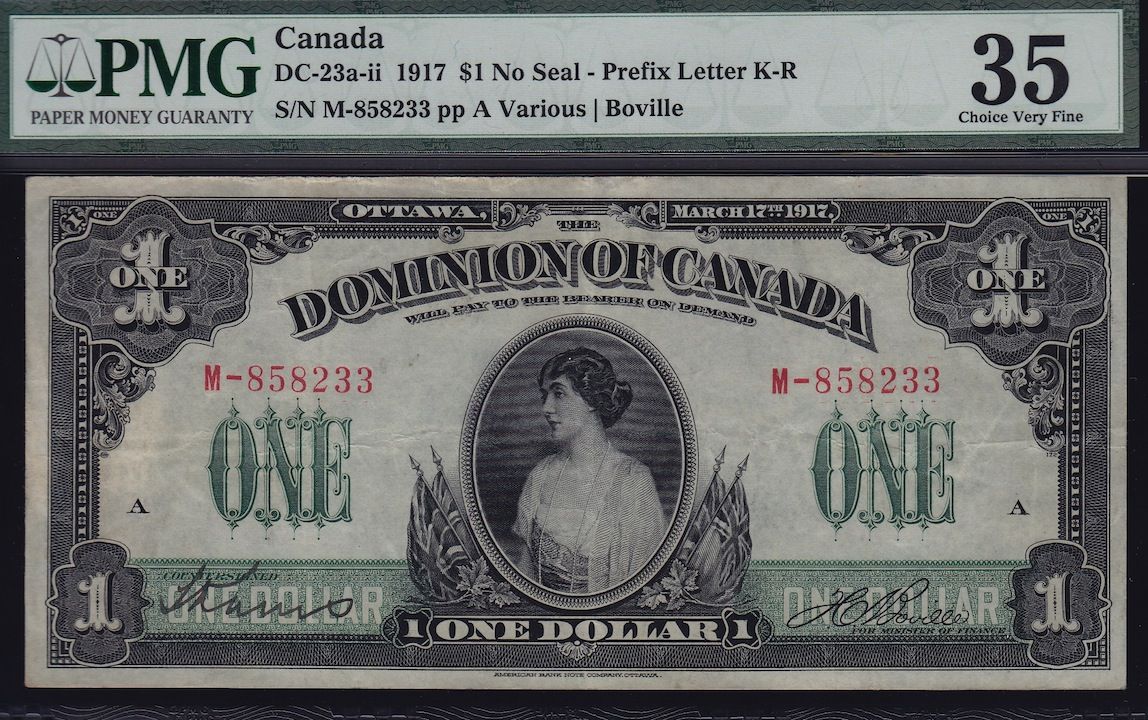 PMG
PAPER MONEY GUARANTY
Canada
DC-23a-ii 1917 $1 No Seal - Prefix Letter K-R
S/N M-858233 pp A Various | Boville
35
Choice Very Fine
OTTAWA, MARCH 17TH. 1917.
1 ONE ONE
1 ONE ONE
THE
DOMINION OF CANADA
WILL PAY TO THE BEARER ON DEMAND
M-858233 M-858233
ONE ONE
A A
COUNTERSIGNED
ONE DOLLAR ONE DOLLAR
HC Boville
FOR MINISTER OF FINANCE
1 1
1 ONE DOLLAR 1
AMERICAN BANK NOTE COMPANY, OTTAWA.